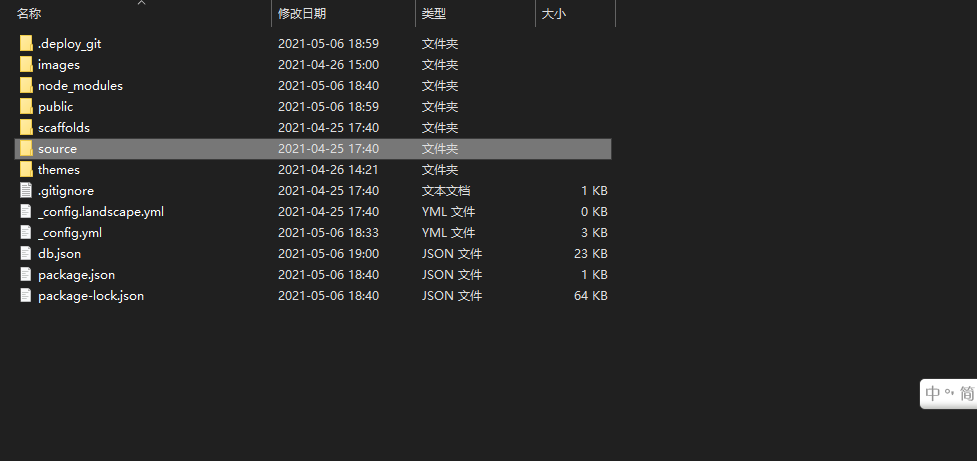 名称 修改日期 类型 大小
.deploy_git 2021-05-06 18:59 文件夹
images 2021-04-26 15:00 文件夹
node_modules 2021-05-06 18:40 文件夹
public 2021-05-06 18:59 文件夹
scaffolds 2021-04-25 17:40 文件夹
source 2021-04-25 17:40 文件夹
themes 2021-04-26 14:21 文件夹
.gitignore 2021-04-25 17:40 文本文档 1 KB
_config.landscape.yml 2021-04-25 17:40 YML 文件 0 KB
_config.yml 2021-05-06 18:33 YML 文件 3 KB
db.json 2021-05-06 19:00 JSON 文件 23 KB
package.json 2021-05-06 18:40 JSON 文件 1 KB
package-lock.json 2021-05-06 18:40 JSON 文件 64 KB
中 °, 简